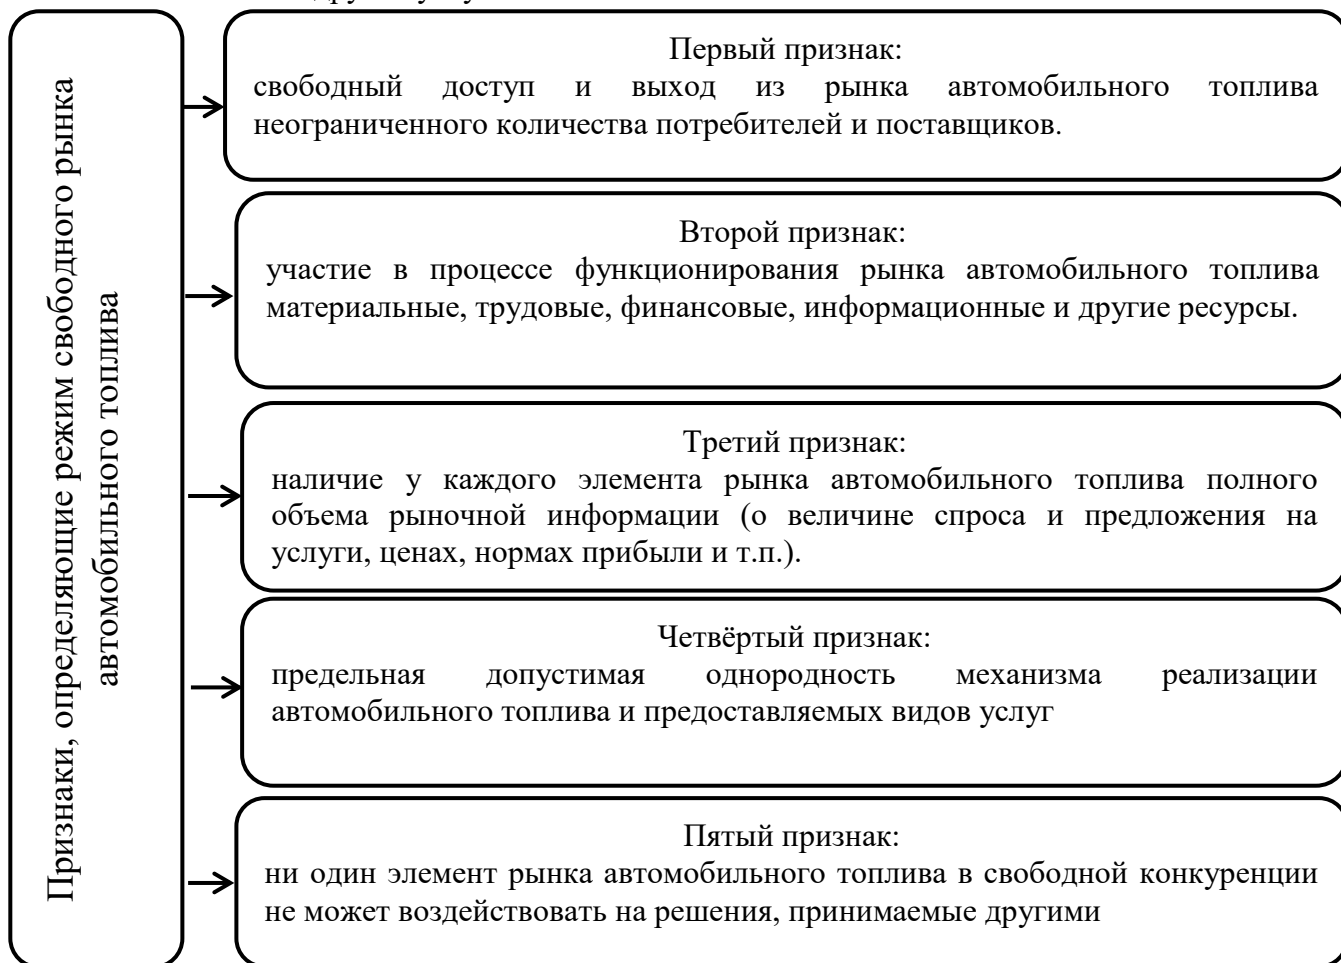 Признаки, определяющие режим свободного рынка
автомобильного топлива
Первый признак:
свободный доступ и выход из рынка автомобильного топлива
неограниченного количества потребителей и поставщиков.
Второй признак:
участие в процессе функционирования рынка автомобильного топлива
материальные, трудовые, финансовые, информационные и другие ресурсы.
Третий признак:
наличие у каждого элемента рынка автомобильного топлива полного
объема рыночной информации (о величине спроса и предложения на
услуги, ценах, нормах прибыли и т.п.).
Четвёртый признак:
предельная допустимая однородность механизма реализации
автомобильного топлива и предоставляемых видов услуг
Пятый признак:
ни один элемент рынка автомобильного топлива в свободной конкуренции
не может воздействовать на решения, принимаемые другими